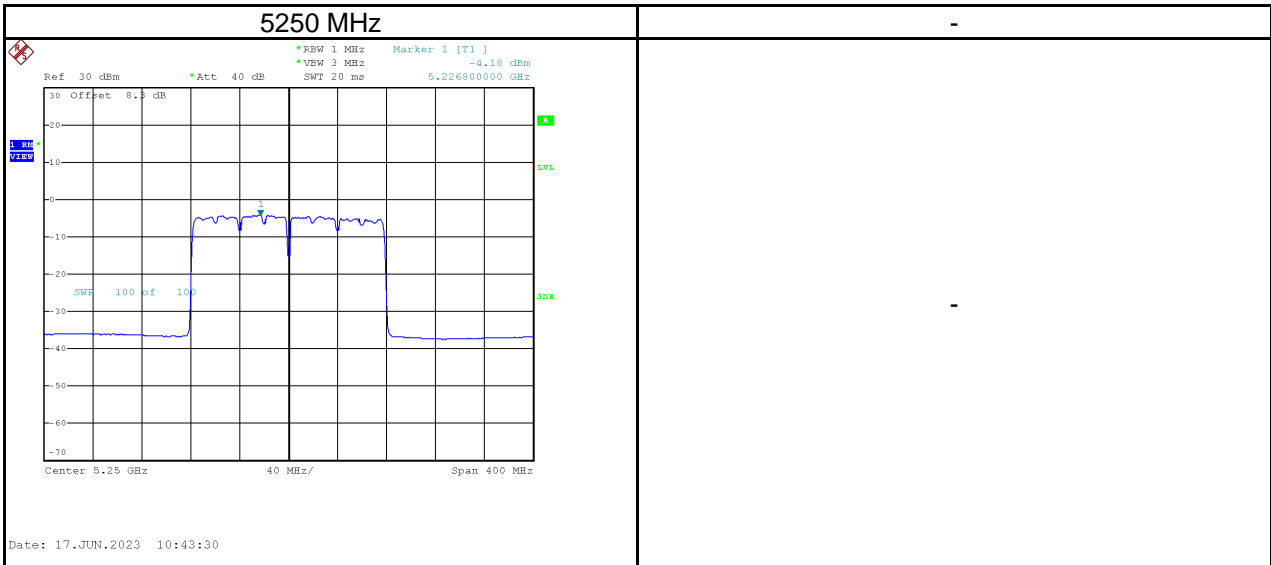 5250 MHz -
R S
*RBW 1 MHz Marker 1 [T1 ]
*VBW 3 MHz -4.18 dBm
Ref 30 dBm *Att 40 dB SWT 20 ms 5.226800000 GHz
30 Offset 8.3 dB
A
20
1 RM *
VIEW
10
LVL
0
1
-10
-20
SWP 100 of 100
3DB
-30
-
-40
-50
-60
-70
Center 5.25 GHz 40 MHz/ Span 400 MHz
Date: 17.JUN.2023 10:43:30